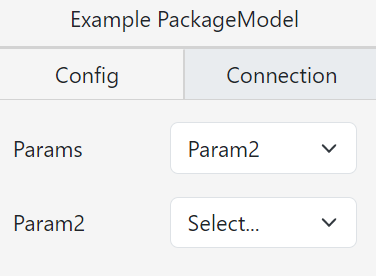 Example PackageModel
Config Connection
Params Param2
Param2 Select...